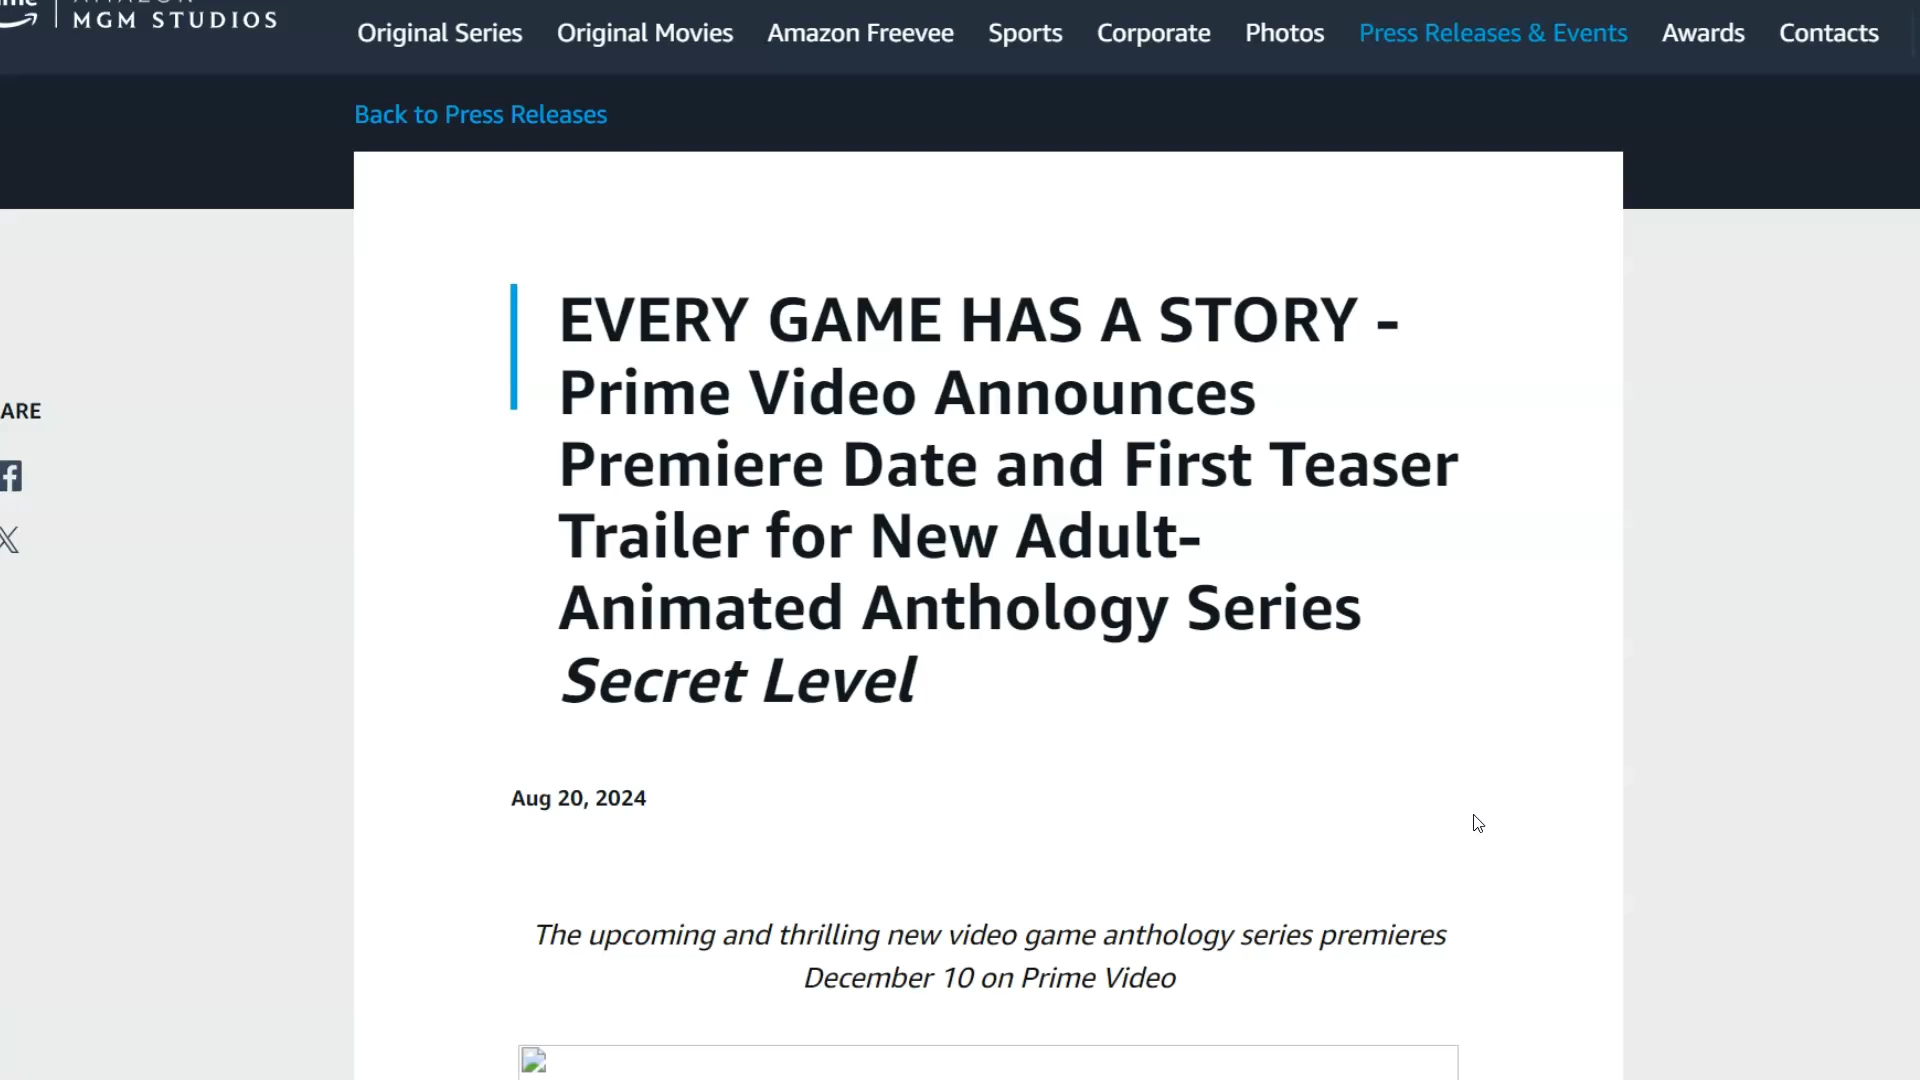 MGM STUDIOS
Original Series Original Movies Amazon Freevee Sports Corporate Photos Press Releases & Events Awards Contacts
Back to Press Releases
EVERY GAME HAS A STORY -
Prime Video Announces
Premiere Date and First Teaser
Trailer for New Adult-
Animated Anthology Series
Secret Level
ARE
Aug 20, 2024
The upcoming and thrilling new video game anthology series premieres
December 10 on Prime Video